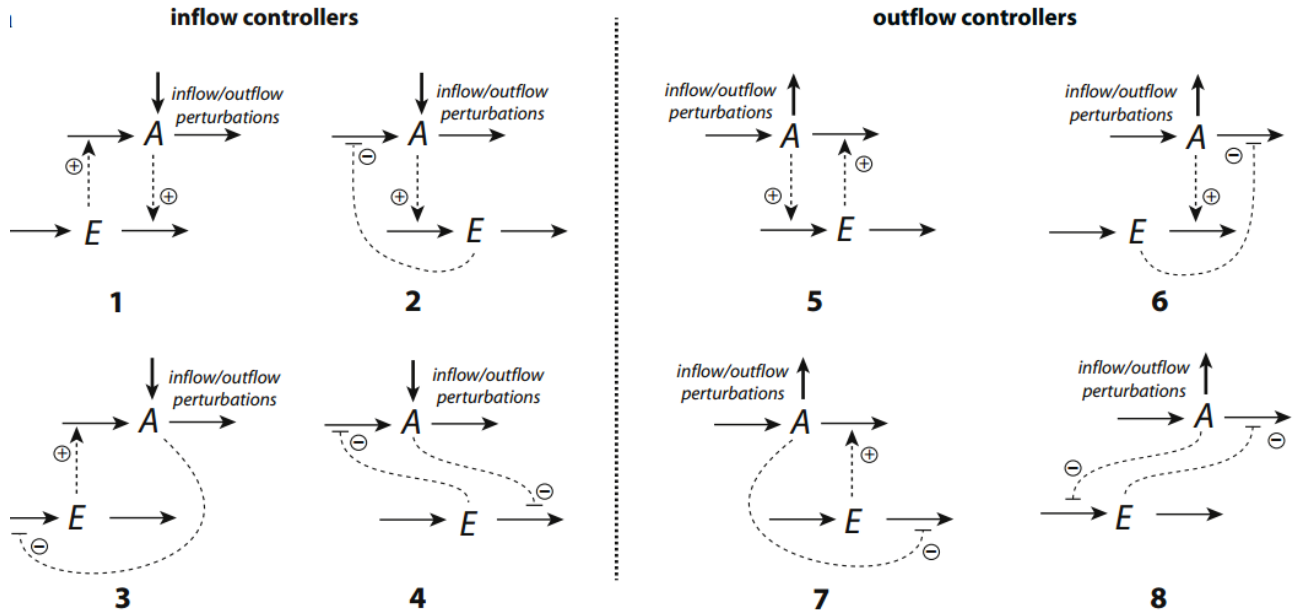 inflow controllers
outflow controllers
inflow/outflow
perturbations
A
⊕
⊕
E
1
inflow/outflow
perturbations
A
⊖
⊕
E
2
inflow/outflow
perturbations
A
⊕
⊕
E
5
inflow/outflow
perturbations
A
⊖
⊕
E
6
inflow/outflow
perturbations
A
⊕
E
⊖
3
inflow/outflow
perturbations
A
⊖
⊖
E
4
inflow/outflow
perturbations
A
⊕
E
⊖
7
inflow/outflow
perturbations
A
⊖
⊖
E
8